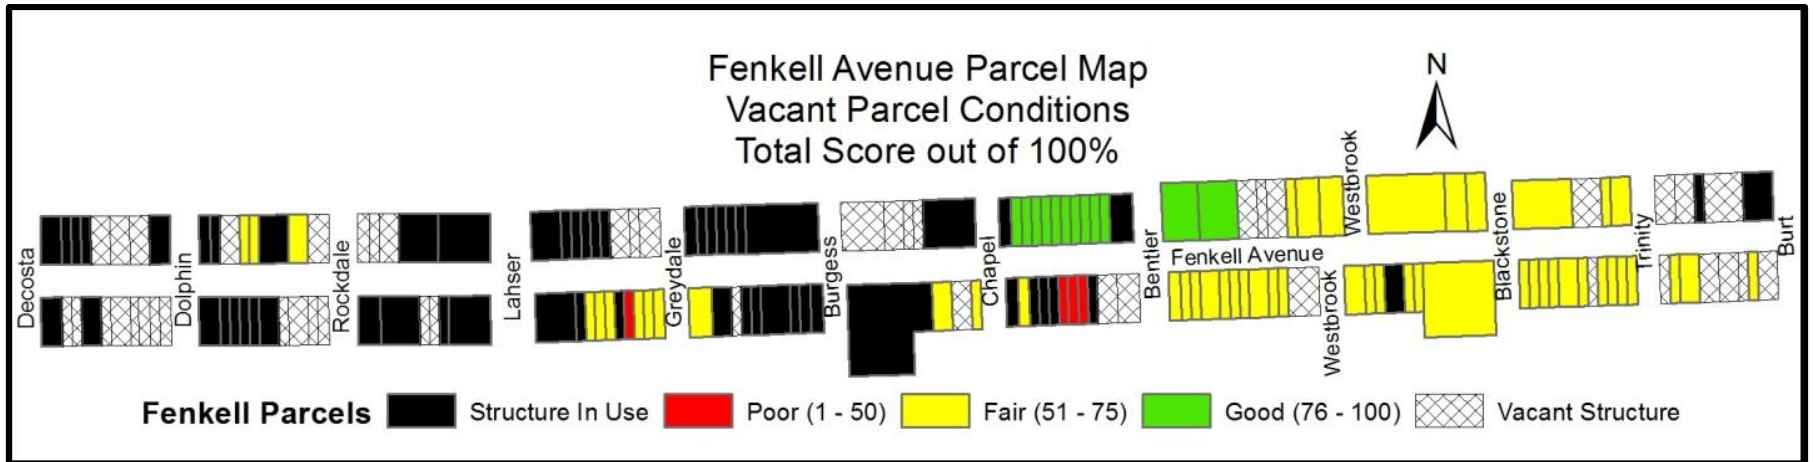 Fenkell Avenue Parcel Map
Vacant Parcel Conditions
Total Score out of 100%
N
Decosta
Dolphin
Rockdale
Lahser
Greydale
Burgess
Chapel
Bentler
Fenkell Avenue
Westbrook
Westbrook
Blackstone
Trinity
Burt
Fenkell Parcels
Structure In Use
Poor (1 - 50)
Fair (51 - 75)
Good (76 - 100)
Vacant Structure